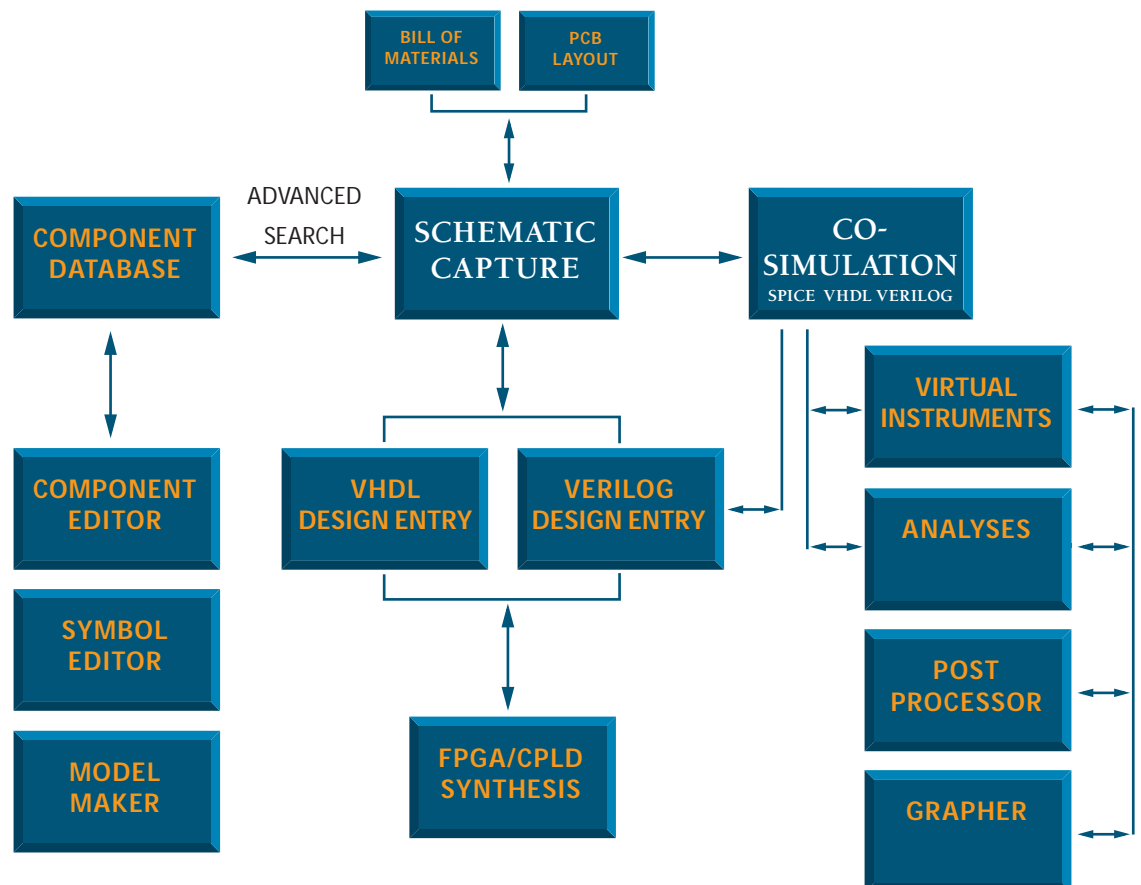 BILL OF
MATERIALS
PCB
LAYOUT
ADVANCED
SEARCH
COMPONENT
DATABASE
SCHEMATIC
CAPTURE
CO-
SIMULATION
SPICE VHDL VERILOG
VIRTUAL
INSTRUMENTS
COMPONENT
EDITOR
VHDL
DESIGN ENTRY
VERILOG
DESIGN ENTRY
ANALYSES
SYMBOL
EDITOR
POST
PROCESSOR
MODEL
MAKER
FPGA/CPLD
SYNTHESIS
GRAPHER